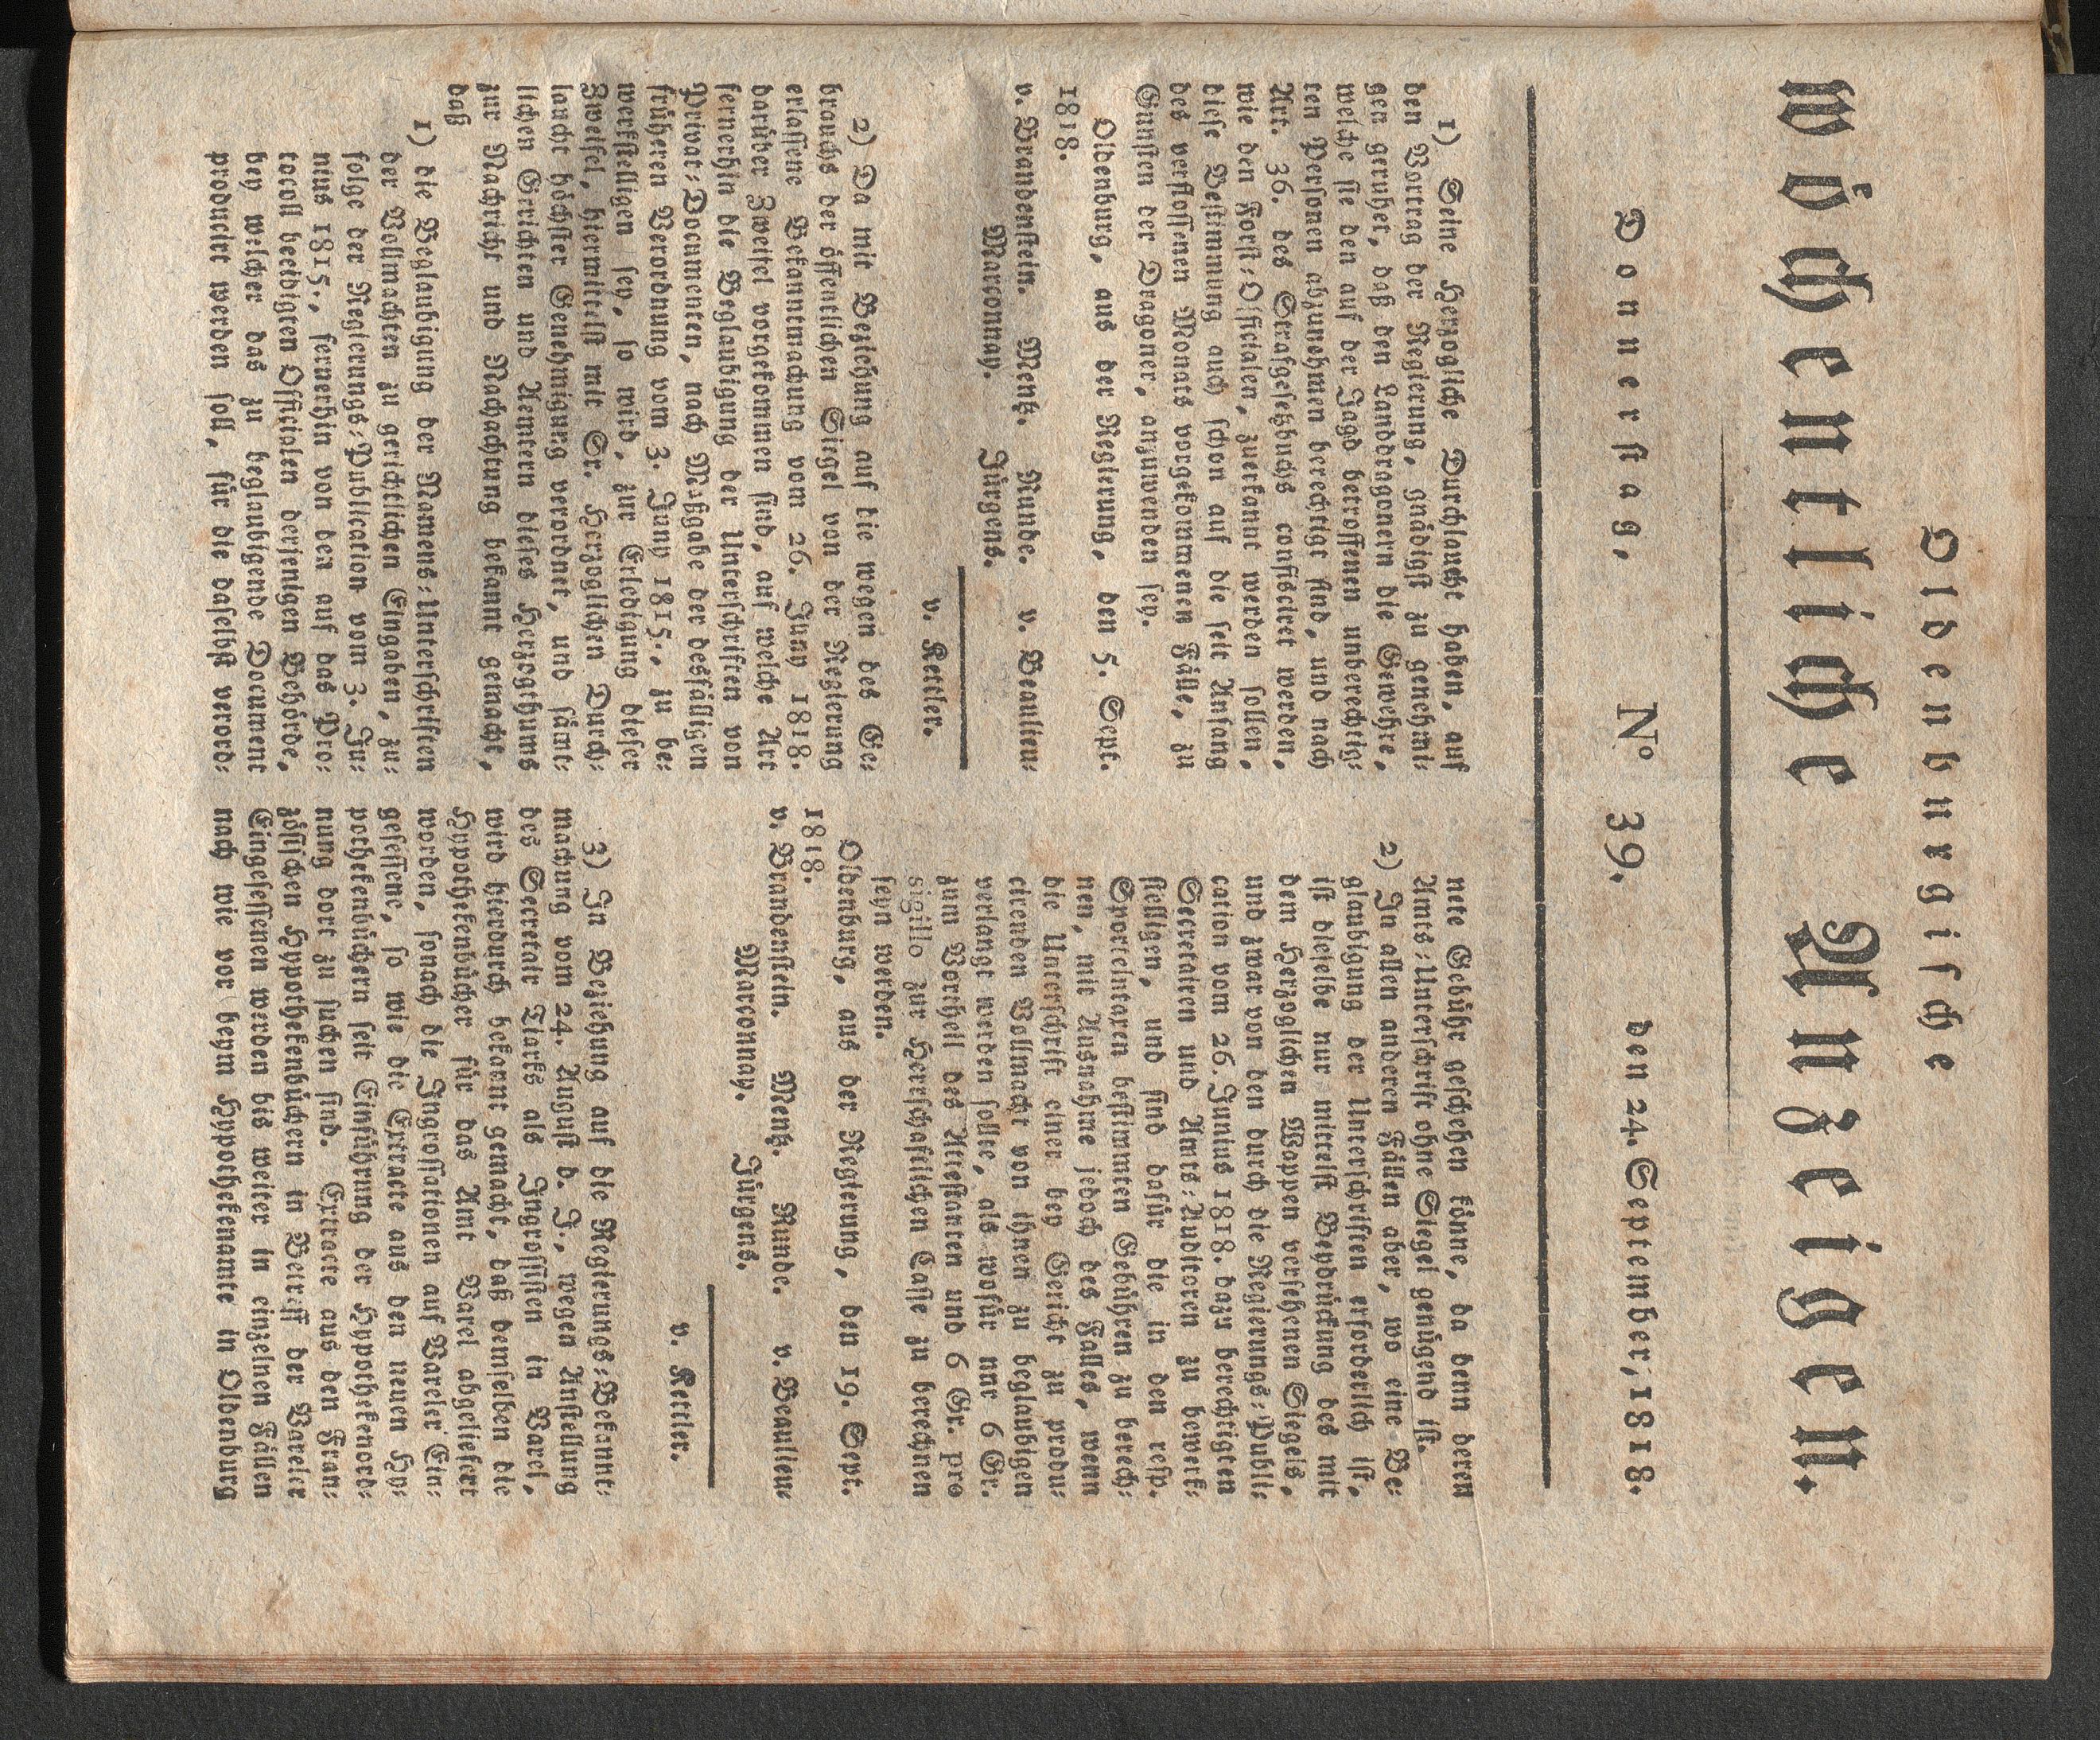 Oldenburgische
wöchentliche Anzeigen.
Donnerstag, No 39. den 24. September, 1818.
1) Seine Herzogliche Durchlaucht haben, auf
den Vortrag der Regierung, gnädigst zu genehmi-
gen geruhet, daß den Landdragonern die Gewehre,
welche sie den auf der Jagd betroffenen unberechtig-
ten Personen abzunehmen berechtigt sind, und nach
Art. 36. des Strafgesetzbuchs confiscirt werden,
wie den Forst-Officialen, zuerkannt werden sollen,
diese Bestimmung auch schon auf die seit Anfang
des verflossenen Monats vorgekommenen Fälle, zu
Gunsten der Dragoner, anzuwenden sey.
Oldenburg, aus der Regierung, den 5. Sept.
1818.
v. Brandenstein. Mentz. Runde. v. Beaulieu-
Marconnay. Jürgens.
v. Kettler.
2) Da mit Beziehung auf die wegen des Ge-
brauchs der öffentlichen Siegel von der Regierung
erlassene Bekanntmachung vom 26. Juny 1818.
darüber Zweifel vorgekommen sind, auf welche Art
fernerhin die Beglaubigung der Unterschriften von
Privat-Documenten, nach Maßgabe der desfälligen
früheren Verordnung vom 3. Juny 1815., zu be-
werkstelligen sey, so wird, zur Erledigung dieser
Zweifel, hiermittelst mit Sr. Herzoglichen Durch-
laucht höchster Genehmigung verordnet, und sämt-
lichen Gerichten und Aemtern dieses Herzogthums
zur Nachricht und Nachachtung bekannt gemacht,
daß
1) die Beglaubigung der Namens-Unterschriften
der Vollmachten zu gerichtlichen Eingaben, zu-
folge der Regierungs-Publication vom 3. Ju-
nius 1815., fernerhin von den auf das Pro-
tocoll beeidigten Officialen derjenigen Behörde,
bey welcher das zu beglaubigende Document
producirt werden soll, für die daselbst verord-
nete Gebühr geschehen könne, da denn deren
Amts-Unterschrift ohne Siegel genügend ist.
2) In allen anderen Fällen aber, wo eine Be-
glaubigung der Unterschriften erforderlich ist,
ist dieselbe nur mittelst Beydrückung des mit
dem Herzoglichen Wappen versehenen Siegels,
und zwar von den durch die Regierungs-Publi-
cation vom 26. Junius 1818. dazu berechtigten
Secretairen und Amts-Auditoren zu bewerk-
stelligen, und sind dafür die in den resp.
Sportelntaxen bestimmten Gebühren zu berech-
nen, mit Ausnahme jedoch des Falles, wenn
die Unterschrift einer bey Gericht zu produ-
cirenden Vollmacht von ihnen zu beglaubigen
verlangt werden sollte, als wofür nur 6 Gr.
zum Vortheil des Attestanten und 6 Gr. pro
sigillo zur Herrschaftlichen Casse zu berechnen
seyn werden.
Oldenburg, aus der Regierung, den 19. Sept.
1818.
v. Brandenstein. Mentz. Runde. v. Beaulieu
Marconnay. Jürgens.
v. Kettler.
3) In Beziehung auf die Regierungs-Bekannt-
machung vom 24. August d. J., wegen Anstellung
des Secretair Tiarks als Ingrossisten in Varel,
wird hierdurch bekannt gemacht, daß demselben die
Hypothekenbücher für das Amt Varel abgeliefert
worden, sonach die Ingrossationen auf Vareler Ein-
gesessene, so wie die Extracte aus den neuen Hy-
pothekenbüchern seit Einführung der Hypothekenord-
nung dort zu suchen sind. Extracte aus den Fran-
zösischen Hypothekenbüchern in Betreff der Vareler
Eingesessenen werden bis weiter in einzelnen Fällen
nach wie vor beym Hypothekenamte in Oldenburg